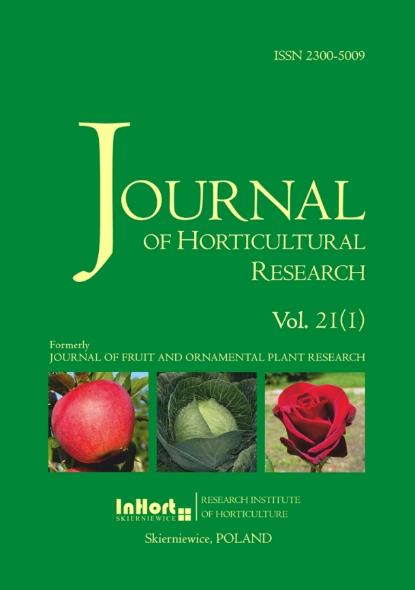 ISSN 2300-5009
JOURNAL
OF HORTICULTURAL
RESEARCH
Vol. 21(1)
Formerly
JOURNAL OF FRUIT AND ORNAMENTAL PLANT RESEARCH
InHort
SKIERNIEWICE
RESEARCH INSTITUTE
OF HORTICULTURE
Skierniewice, POLAND